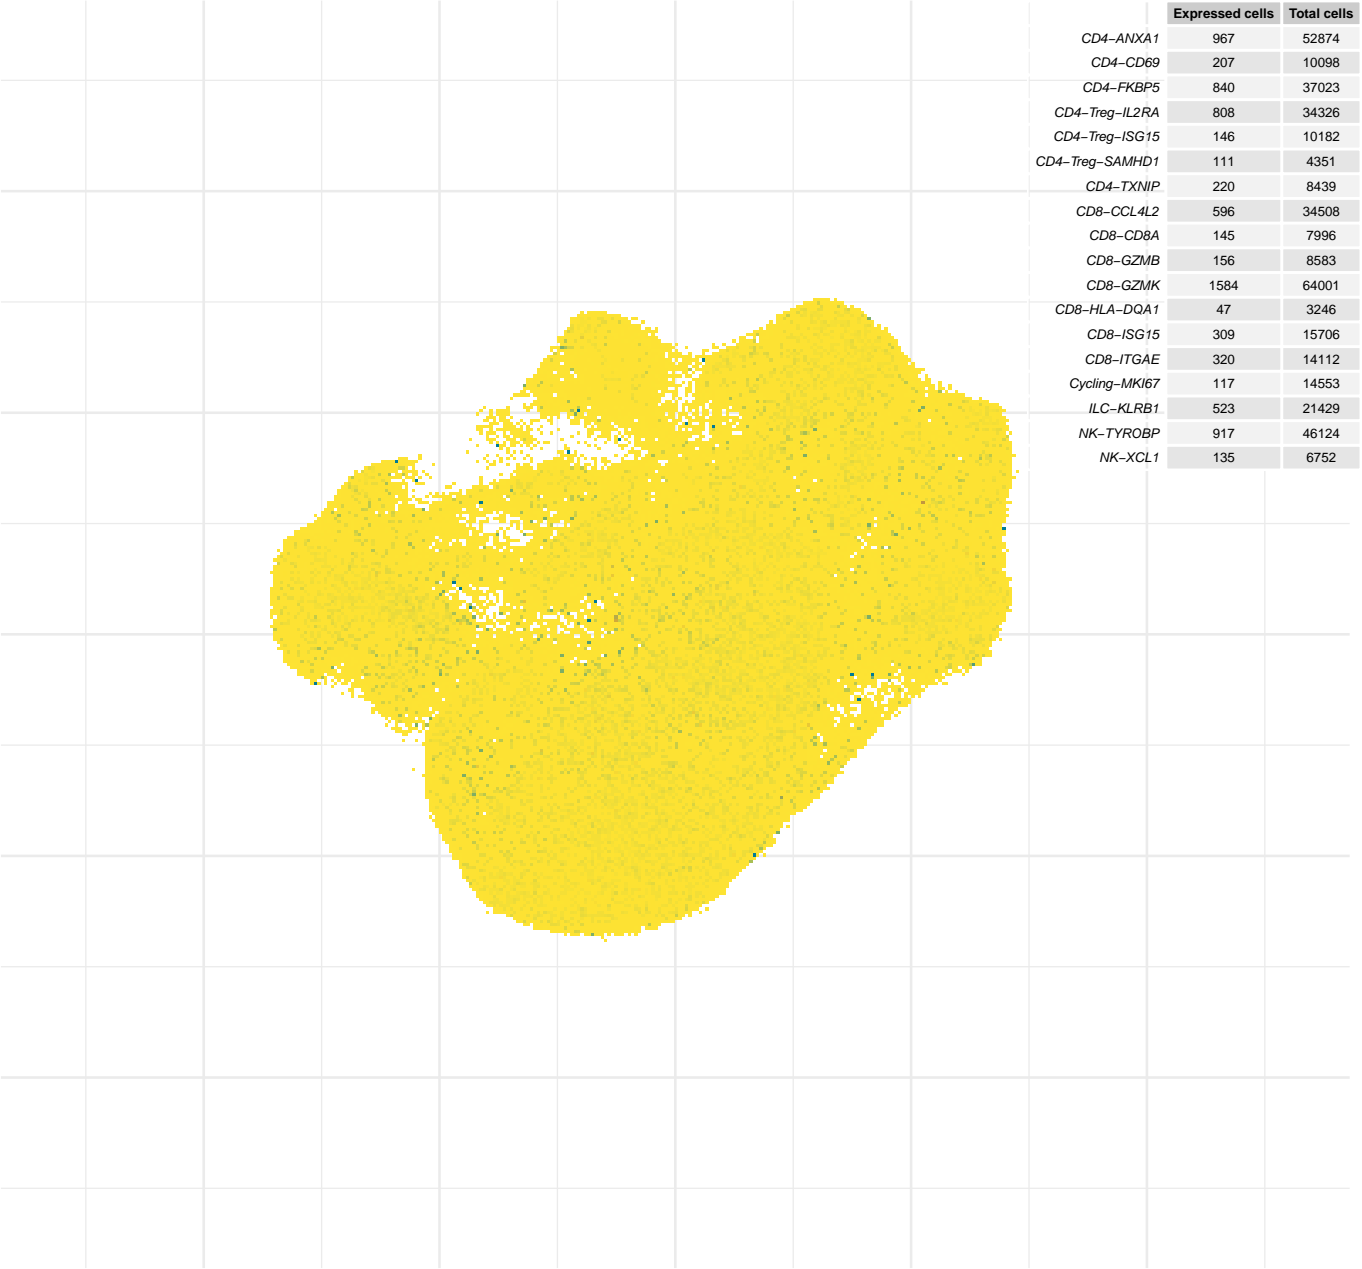 Expressed cells Total cells
CD4−ANXA1 967 52874
CD4−CD69 207 10098
CD4−FKBP5 840 37023
CD4−Treg−IL2RA 808 34326
CD4−Treg−ISG15 146 10182
CD4−Treg−SAMHD1 111 4351
CD4−TXNIP 220 8439
CD8−CCL4L2 596 34508
CD8−CD8A 145 7996
CD8−GZMB 156 8583
CD8−GZMK 1584 64001
CD8−HLA−DQA1 47 3246
CD8−ISG15 309 15706
CD8−ITGAE 320 14112
Cycling−MKI67 117 14553
ILC−KLRB1 523 21429
NK−TYROBP 917 46124
NK−XCL1 135 6752